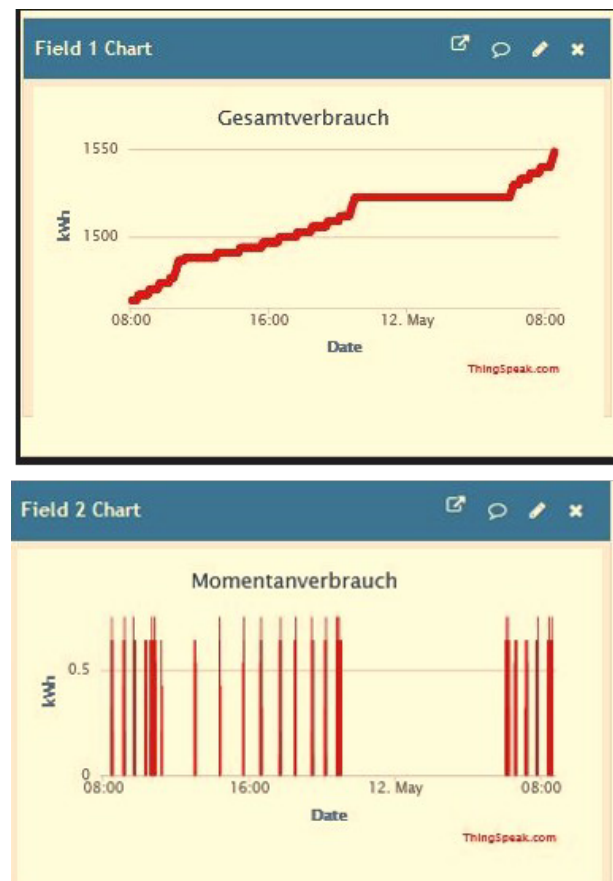 Field 1 Chart
Gesamtverbrauch
1550
1500
kWh
08:00 16:00 12. May 08:00
Date
ThingSpeak.com
Field 2 Chart
Momentanverbrauch
0.5
kWh
0
08:00 16:00 12. May 08:00
Date
ThingSpeak.com